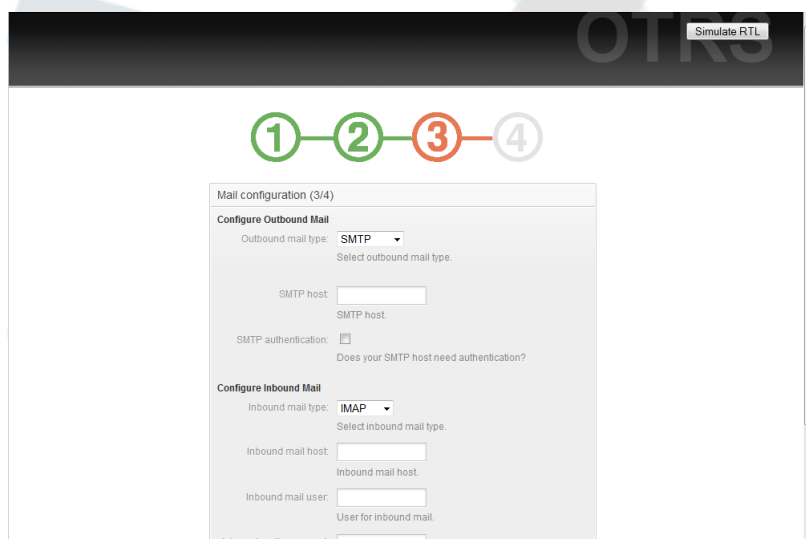 OTRS
Simulate RTL
1 2 3 4
Mail configuration (3/4)
Configure Outbound Mail
Outbound mail type: SMTP
Select outbound mail type.
SMTP host:
SMTP host.
SMTP authentication:
Does your SMTP host need authentication?
Configure Inbound Mail
Inbound mail type: IMAP
Select inbound mail type.
Inbound mail host:
Inbound mail host.
Inbound mail user:
User for inbound mail.